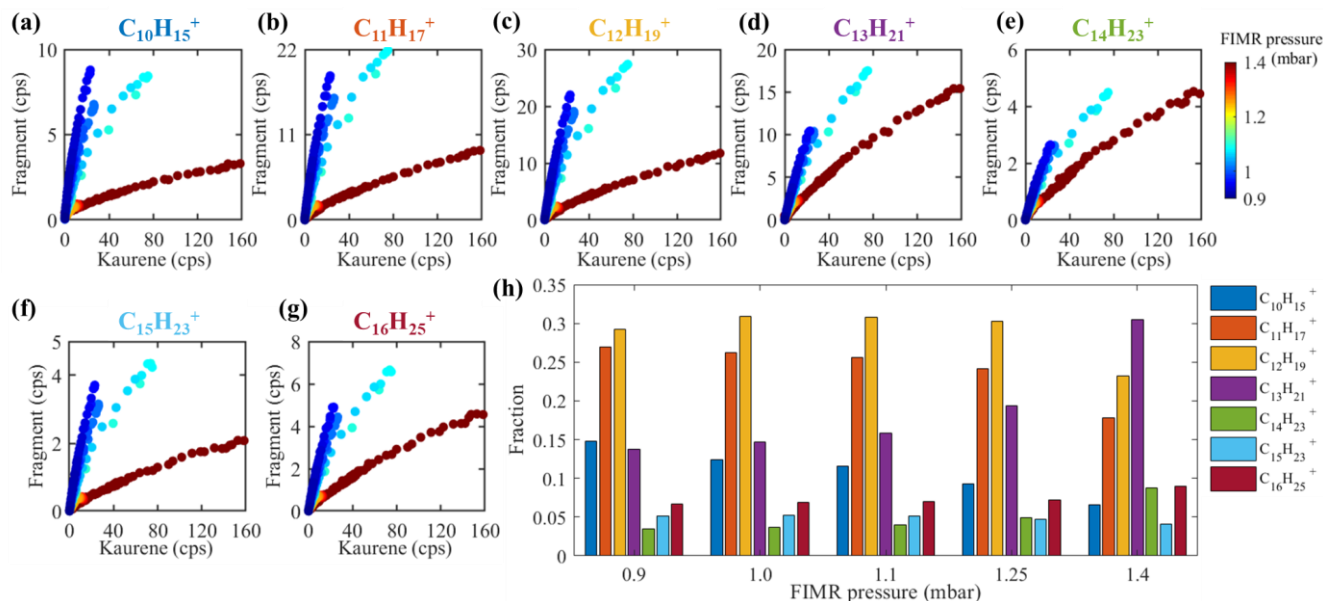 (a) C₁₀H₁₅⁺
Fragment (cps)
10
5
0
0 40 80 120 160
Kaurene (cps)
(b) C₁₁H₁₇⁺
Fragment (cps)
22
11
0
0 40 80 120 160
Kaurene (cps)
(c) C₁₂H₁₉⁺
Fragment (cps)
30
20
10
0
0 40 80 120 160
Kaurene (cps)
(d) C₁₃H₂₁⁺
Fragment (cps)
20
15
10
5
0
0 40 80 120 160
Kaurene (cps)
(e) C₁₄H₂₃⁺
Fragment (cps)
6
4
2
0
0 40 80 120 160
Kaurene (cps)
FIMR pressure
(mbar)
1.4
1
0.9
(f) C₁₅H₂₃⁺
Fragment (cps)
5
4
2
0
0 40 80 120 160
Kaurene (cps)
(g) C₁₆H₂₅⁺
Fragment (cps)
8
6
4
2
0
0 40 80 120 160
Kaurene (cps)
(h)
Fraction
0.35
0.3
0.25
0.2
0.15
0.1
0.05
0
0.9 1.0 1.1 1.25 1.4
FIMR pressure (mbar)
C₁₀H₁₅⁺
C₁₁H₁₇⁺
C₁₂H₁₉⁺
C₁₃H₂₁⁺
C₁₄H₂₃⁺
C₁₅H₂₃⁺
C₁₆H₂₅⁺